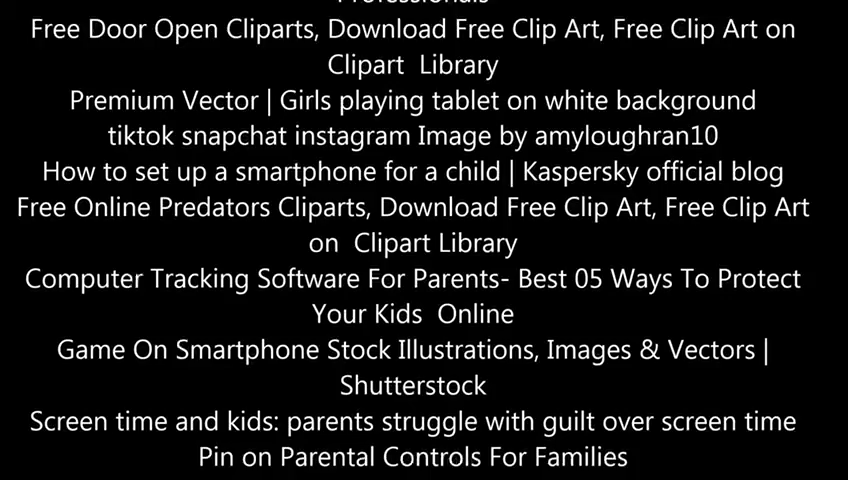 Free Door Open Cliparts, Download Free Clip Art, Free Clip Art on
Clipart Library
Premium Vector | Girls playing tablet on white background
tiktok snapchat instagram Image by amyloughran10
How to set up a smartphone for a child | Kaspersky official blog
Free Online Predators Cliparts, Download Free Clip Art, Free Clip Art
on Clipart Library
Computer Tracking Software For Parents- Best 05 Ways To Protect
Your Kids Online
Game On Smartphone Stock Illustrations, Images & Vectors |
Shutterstock
Screen time and kids: parents struggle with guilt over screen time
Pin on Parental Controls For Families